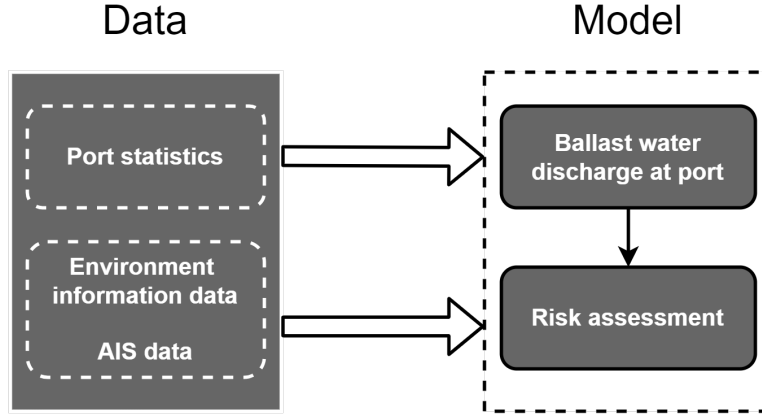 Data
Model
Port statistics
Ballast water
discharge at port
Environment
information data
AIS data
Risk assessment